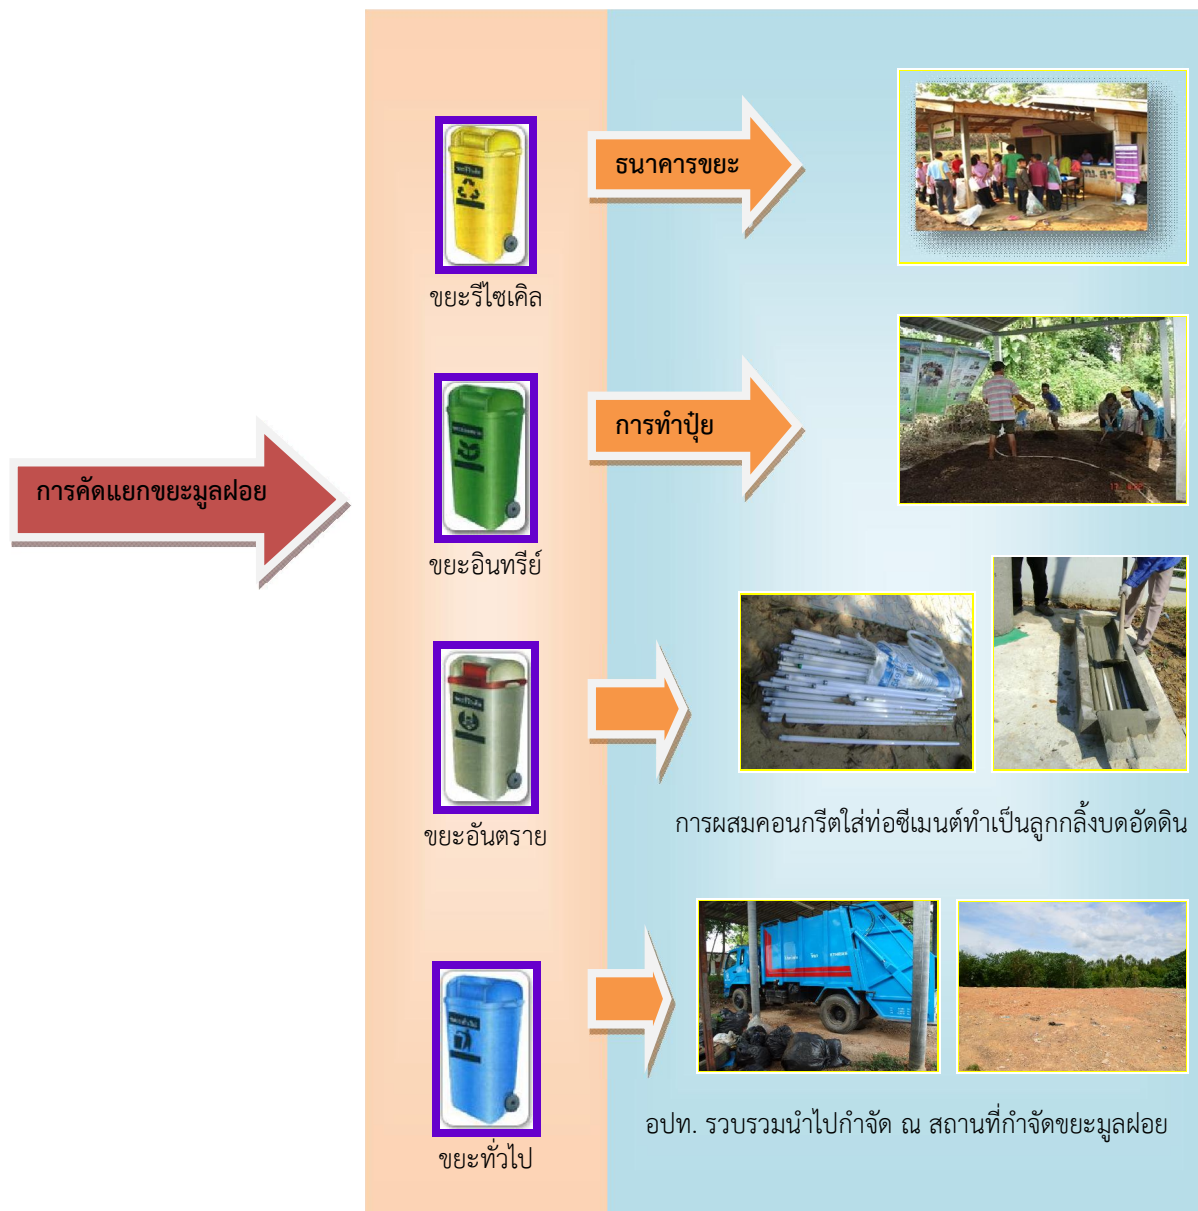 การคัดแยกขยะมูลฝอย
ขยะรีไซเคิล
ธนาคารขยะ
ขยะอินทรีย์
การทำปุ๋ย
ขยะอันตราย
การผสมคอนกรีตใส่ท่อซีเมนต์ทำเป็นลูกกลิ้งบดอัดดิน
ขยะทั่วไป
อปท. รวบรวมนำไปกำจัด ณ สถานที่กำจัดขยะมูลฝอย